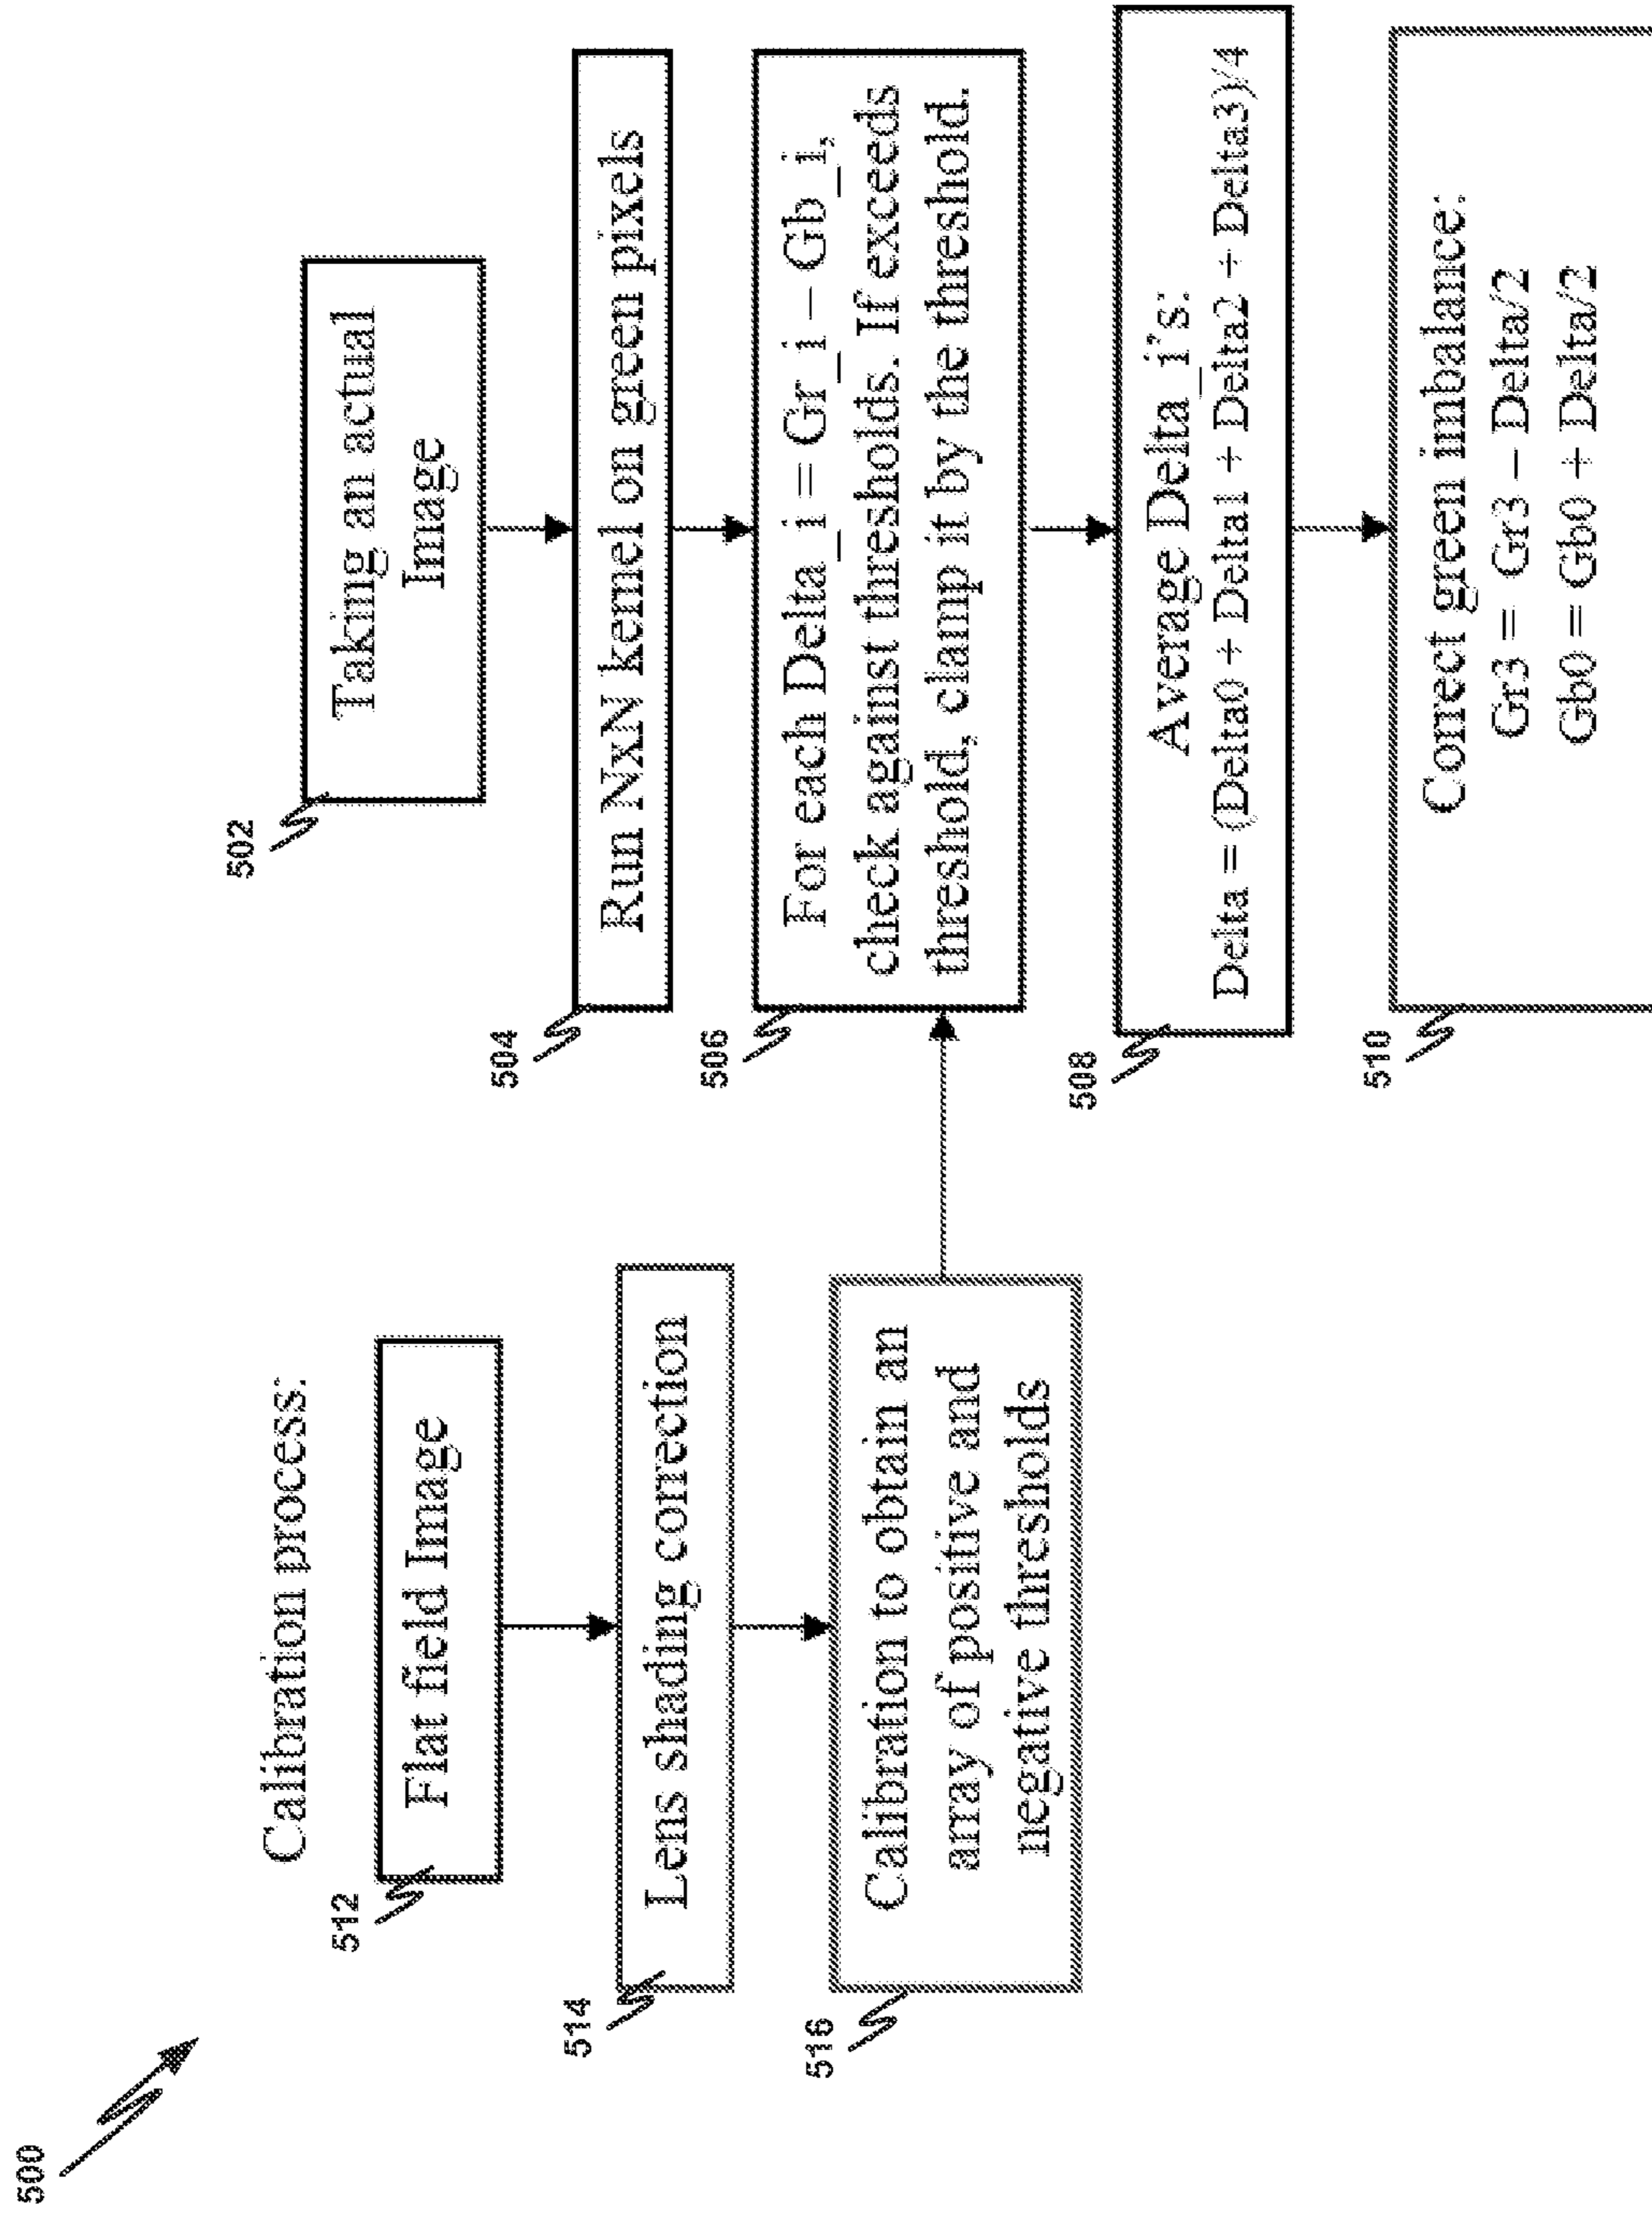 500
Calibration process:
512
Flat field Image
514
Lens shading correction
516
Calibration to obtain an
array of positive and
negative thresholds
502
Taking an actual
Image
504
Run NxN kernel on green pixels
506
For each Delta_i = Gr_i – Gb_i,
check against thresholds. If exceeds
threshold, clamp it by the threshold.
508
Average Delta_i's:
Delta = (Delta0 + Delta1 + Delta2 + Delta3)/4
510
Correct green imbalance:
Gr3 = Gr3 – Delta/2
Gb0 = Gb0 + Delta/2